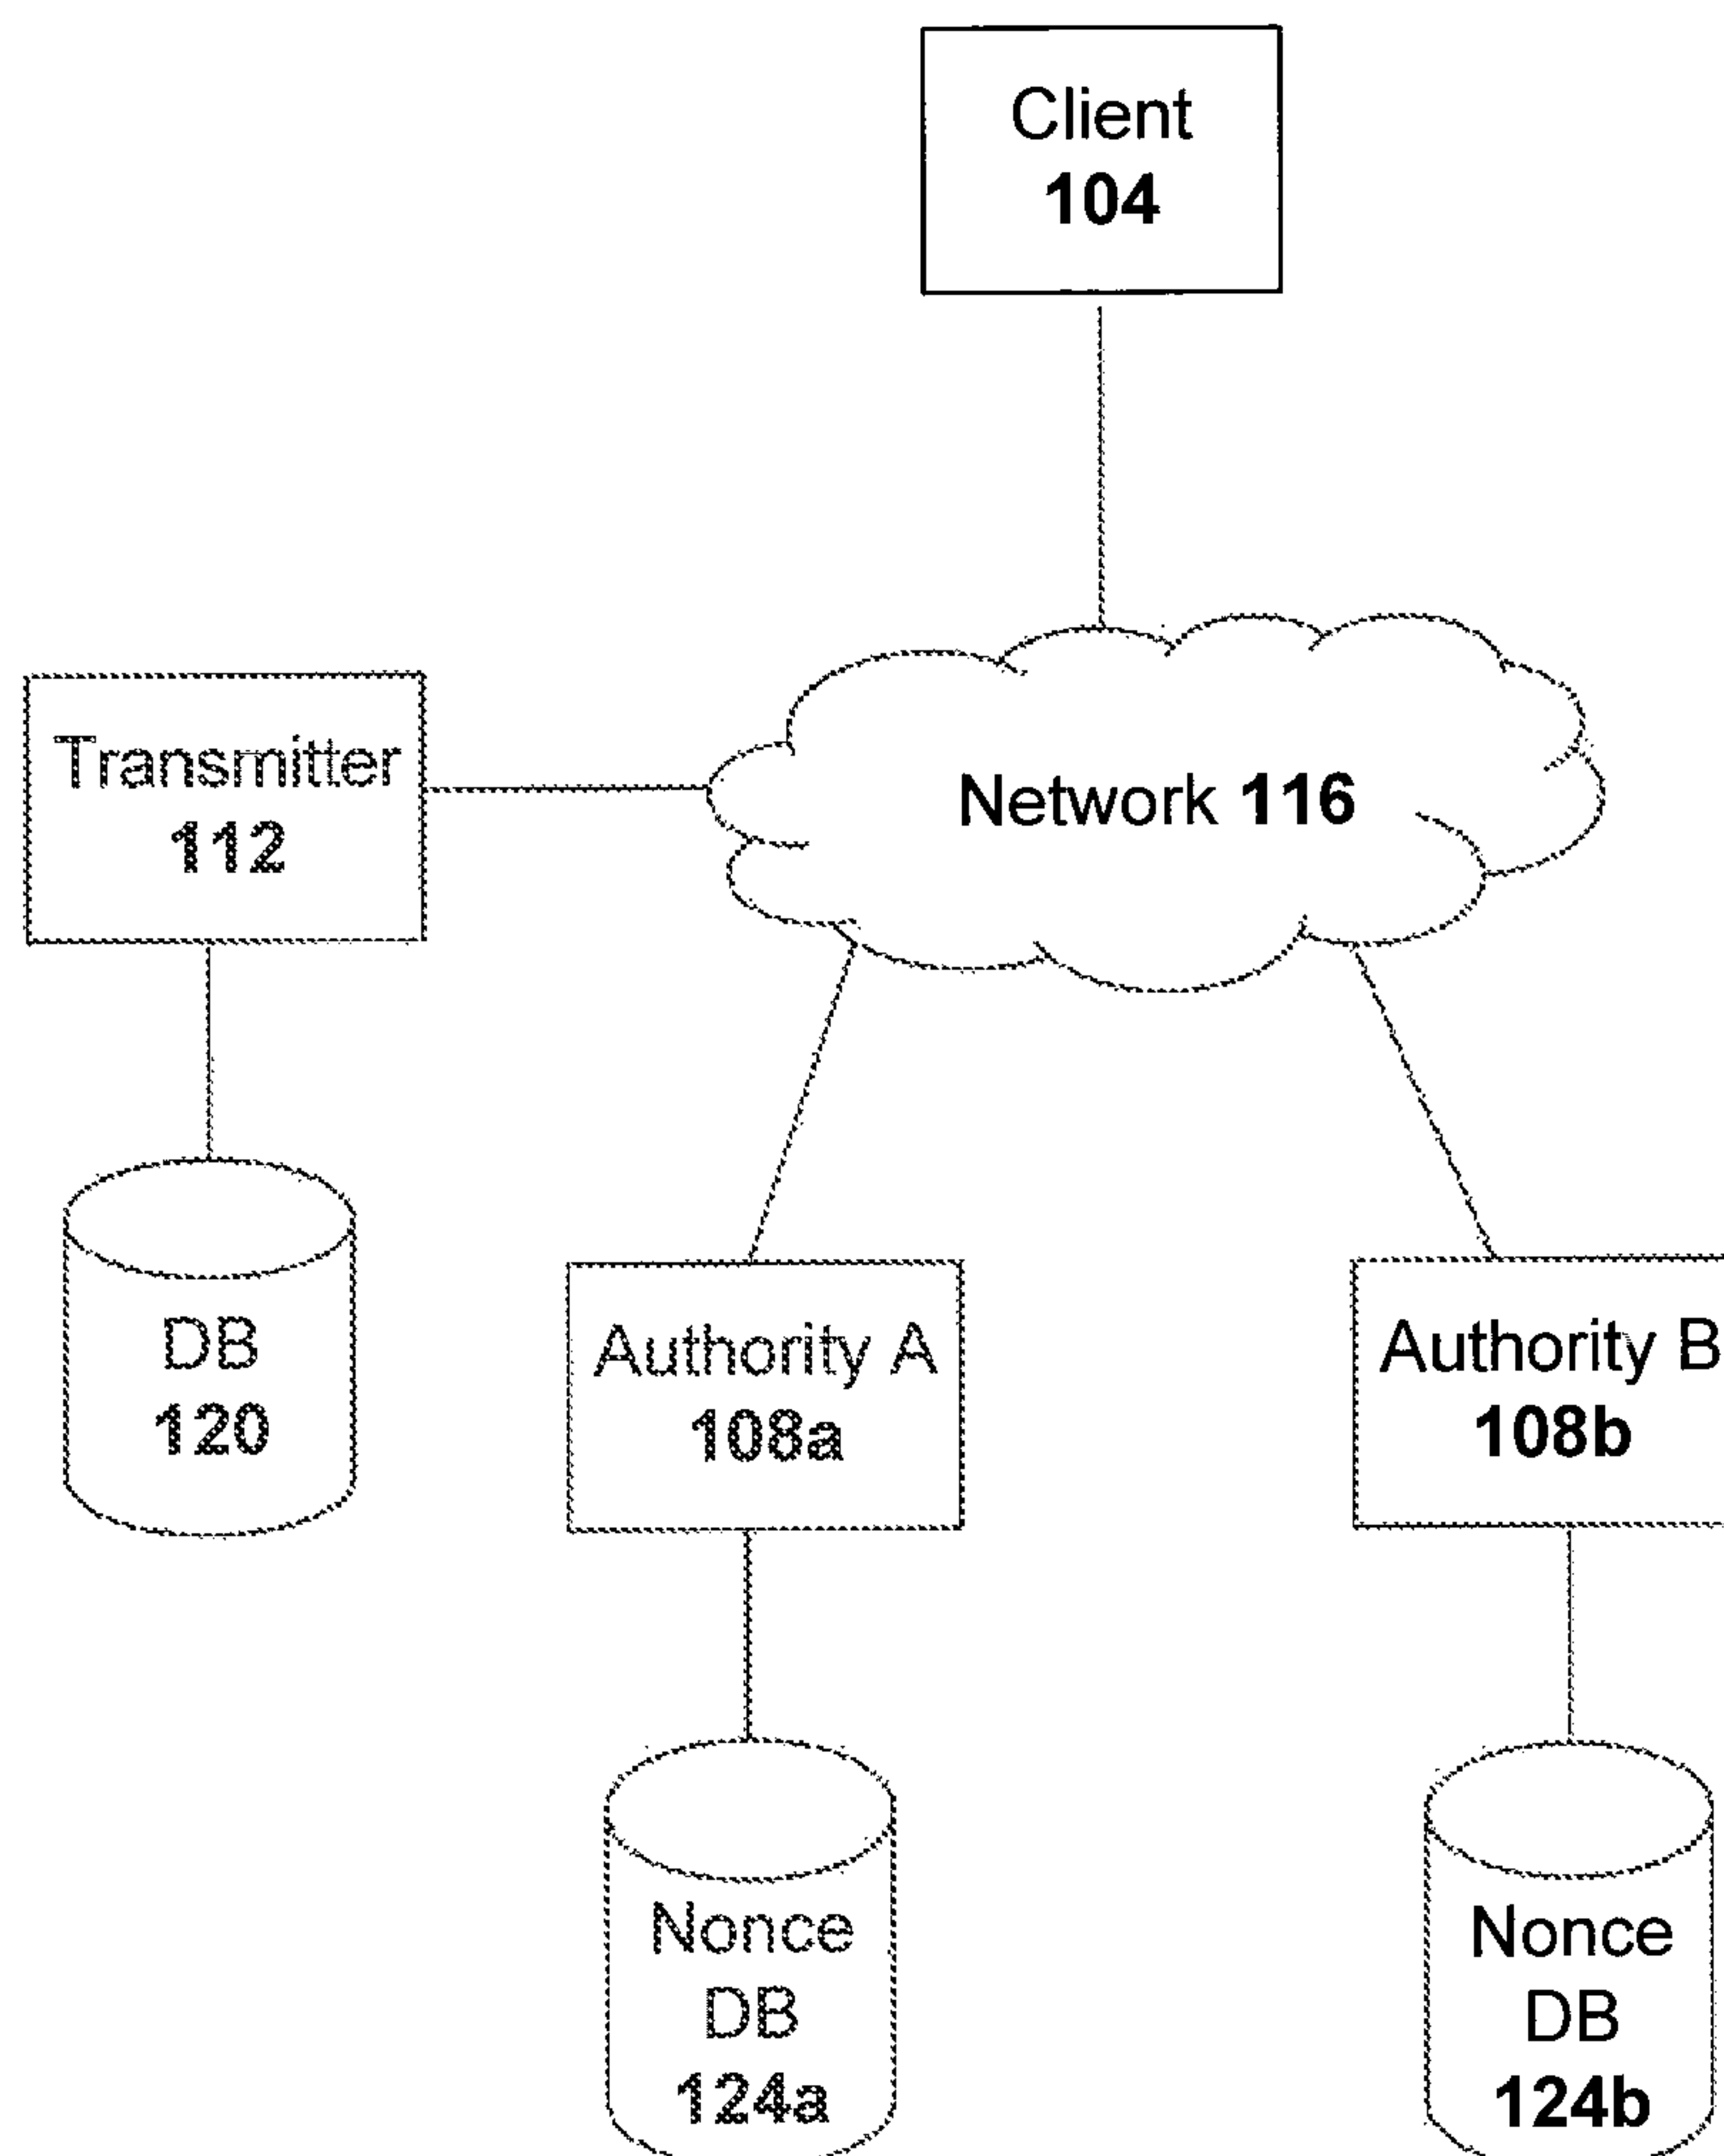 Client
104
Transmitter
112
Network 116
DB
120
Authority A
108a
Authority B
108b
Nonce
DB
124a
Nonce
DB
124b